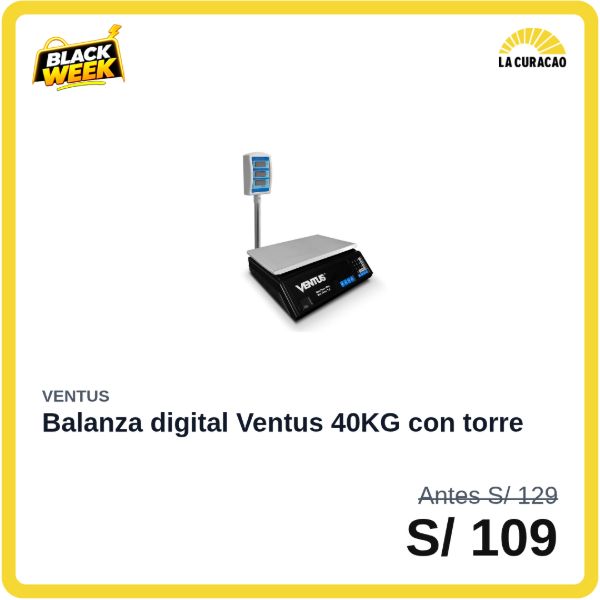 BLACK
WEEK
LA CURACAO
VENTUS
VENTUS
Balanza digital Ventus 40KG con torre
Antes S/ 129
S/ 109